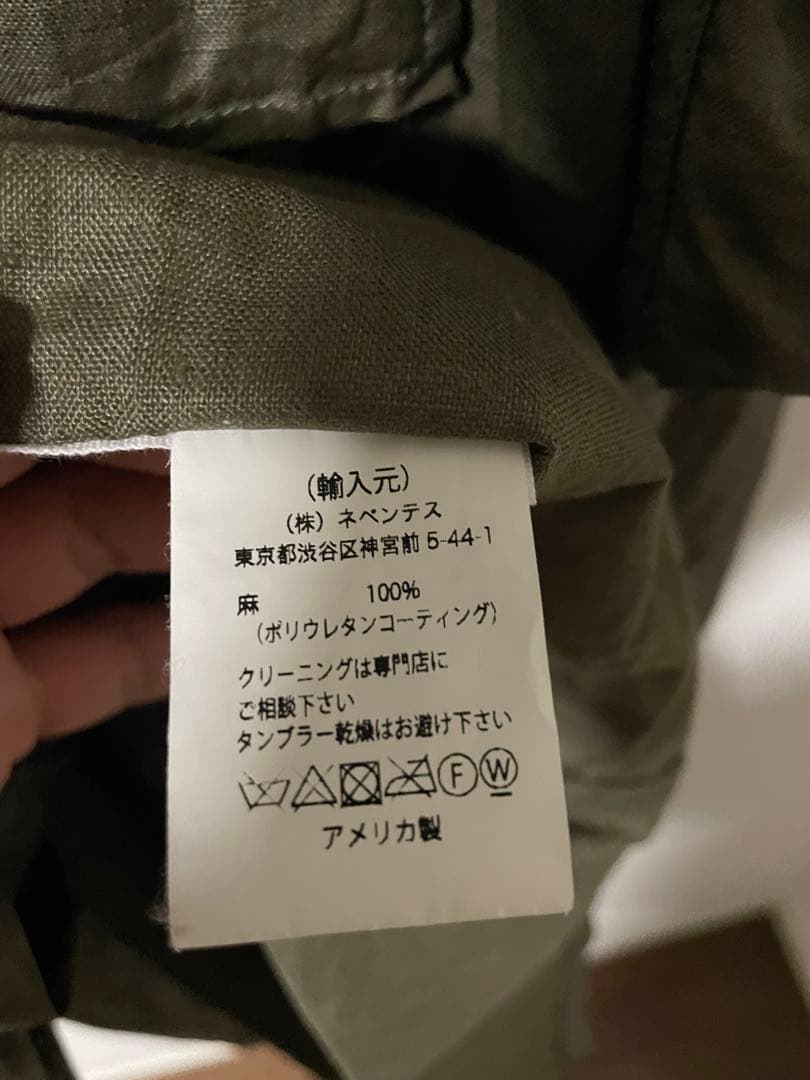 (輸入元)
(株) ネペンテス
東京都渋谷区神宮前 5-44-1
麻 100%
(ポリウレタンコーティング)
クリーニングは専門店に
ご相談下さい
タンブラー乾燥はお避け下さい
F W
アメリカ製